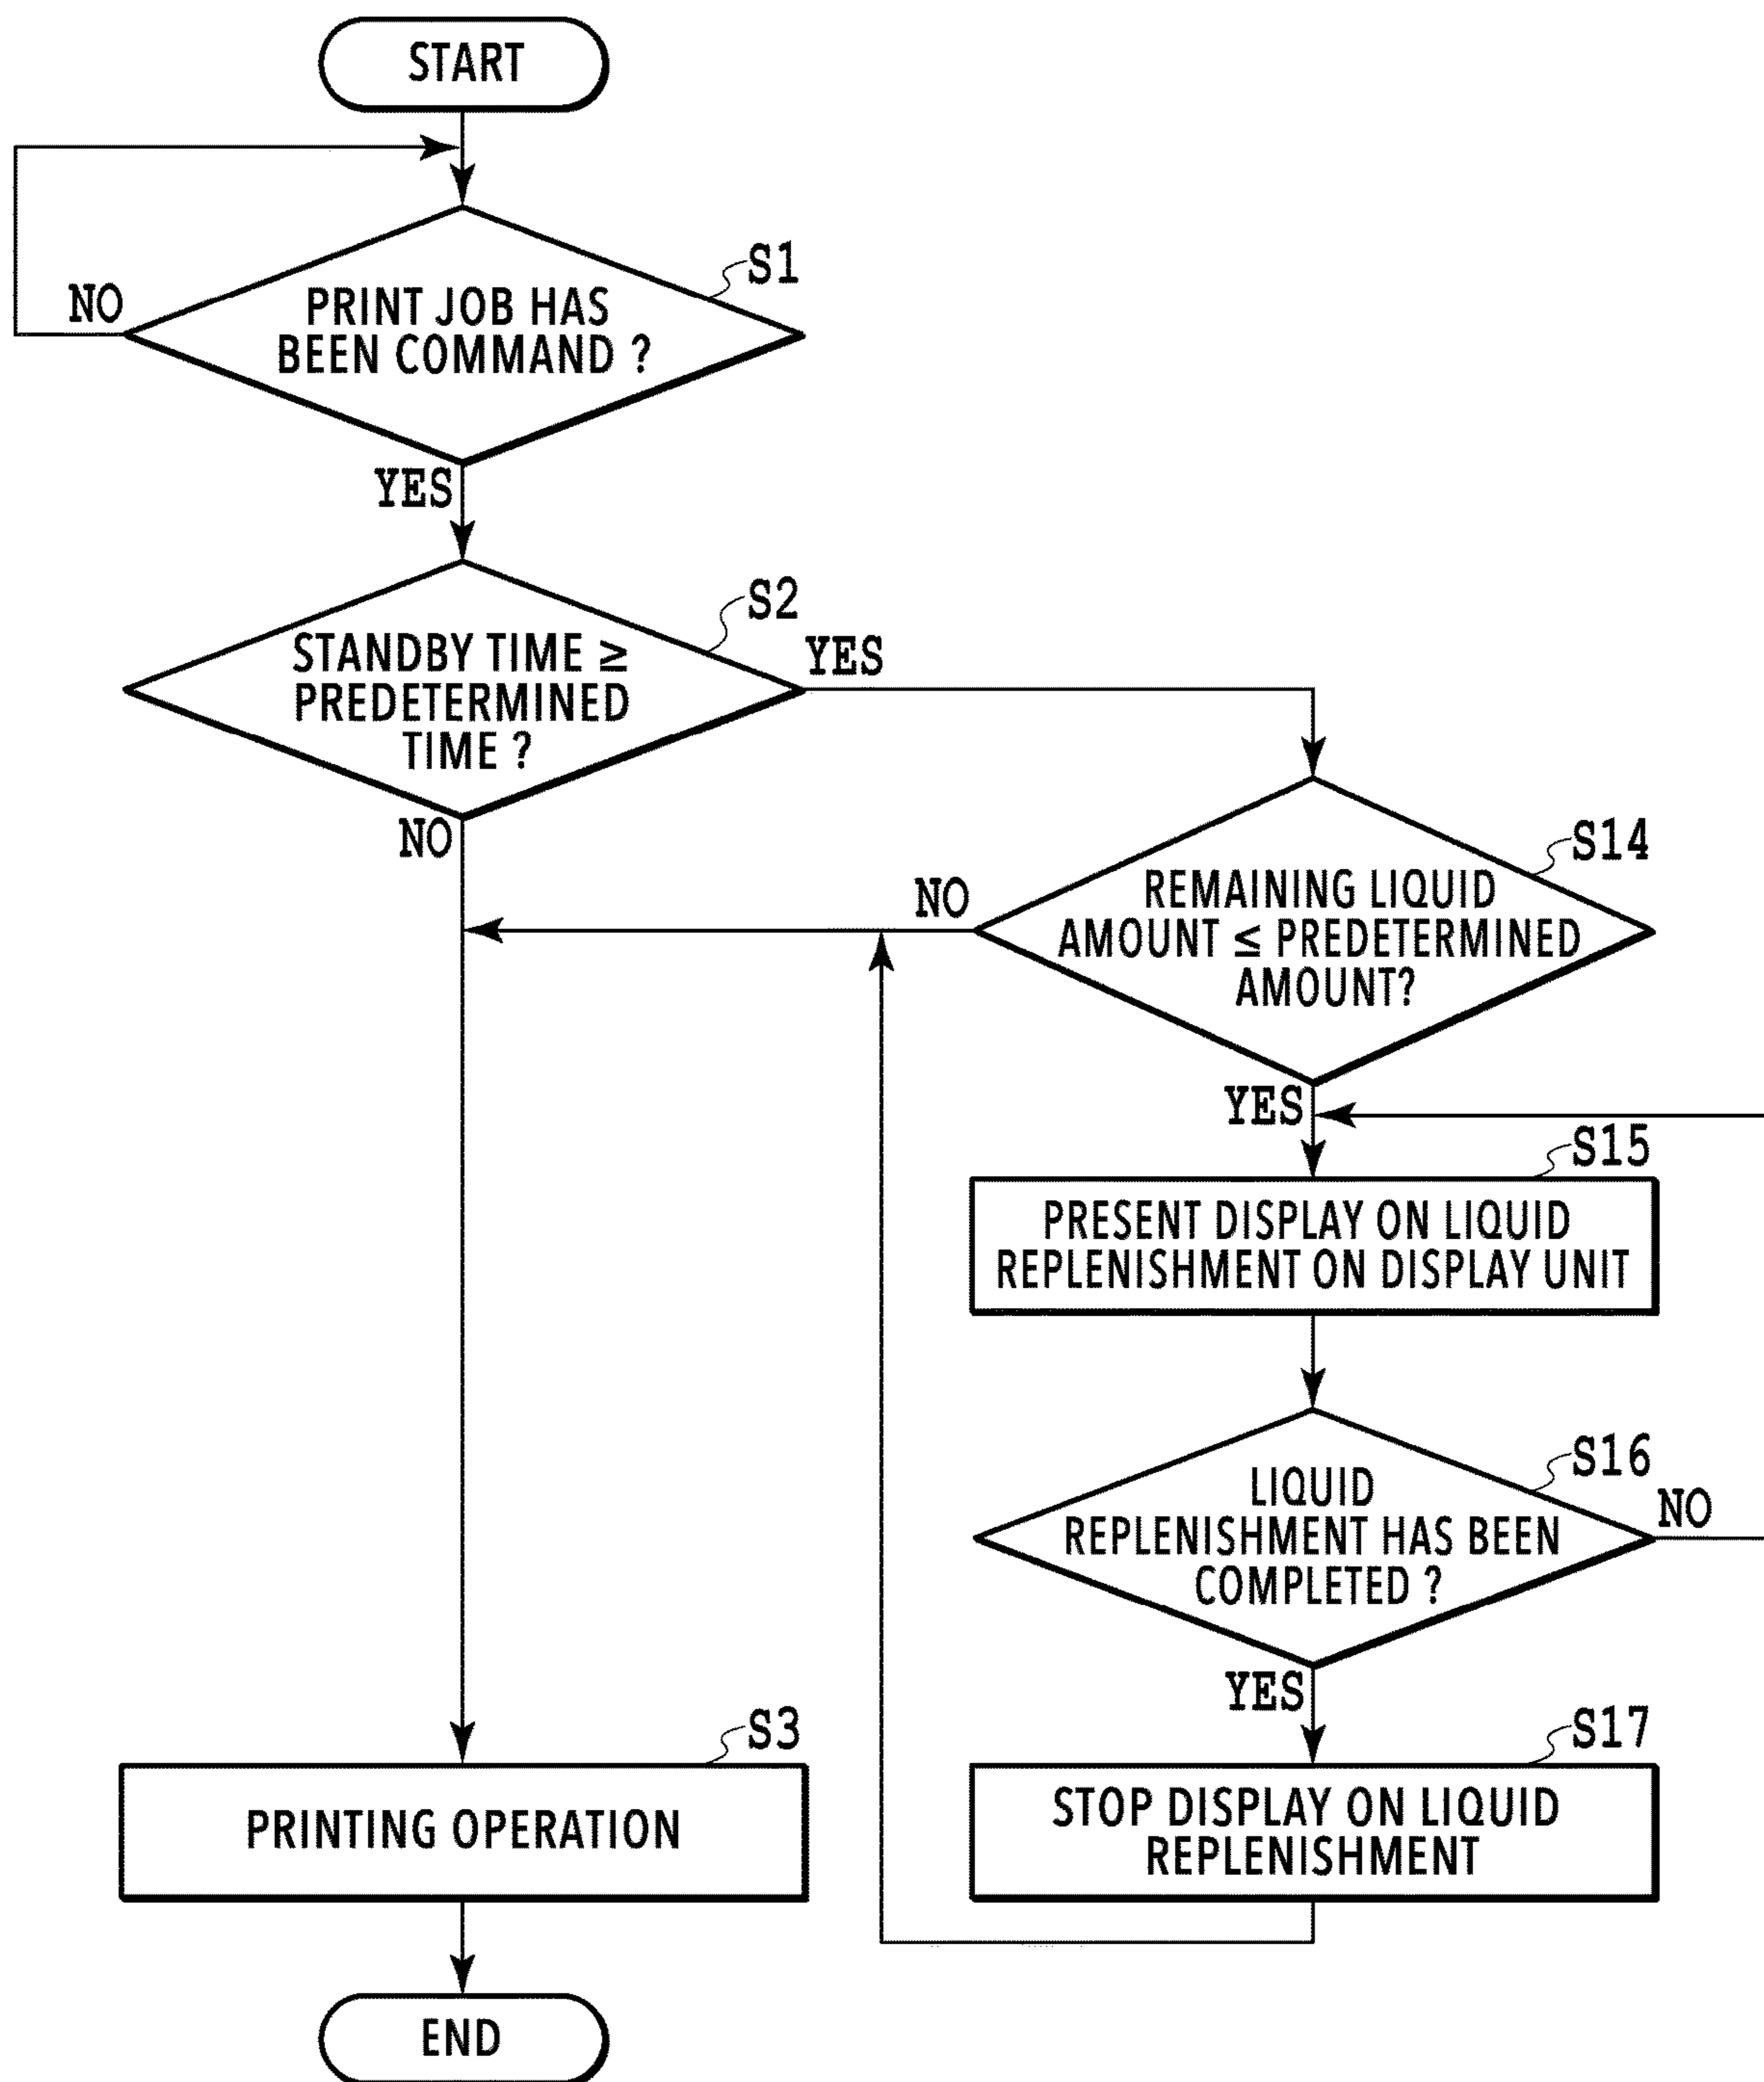 START
S1
NO
PRINT JOB HAS
BEEN COMMAND ?
YES
S2
STANDBY TIME ≥
PREDETERMINED
TIME ?
YES
NO
S14
NO
REMAINING LIQUID
AMOUNT ≤ PREDETERMINED
AMOUNT?
YES
S15
PRESENT DISPLAY ON LIQUID
REPLENISHMENT ON DISPLAY UNIT
S16
LIQUID
REPLENISHMENT HAS BEEN
COMPLETED ?
NO
YES
S17
STOP DISPLAY ON LIQUID
REPLENISHMENT
S3
PRINTING OPERATION
END